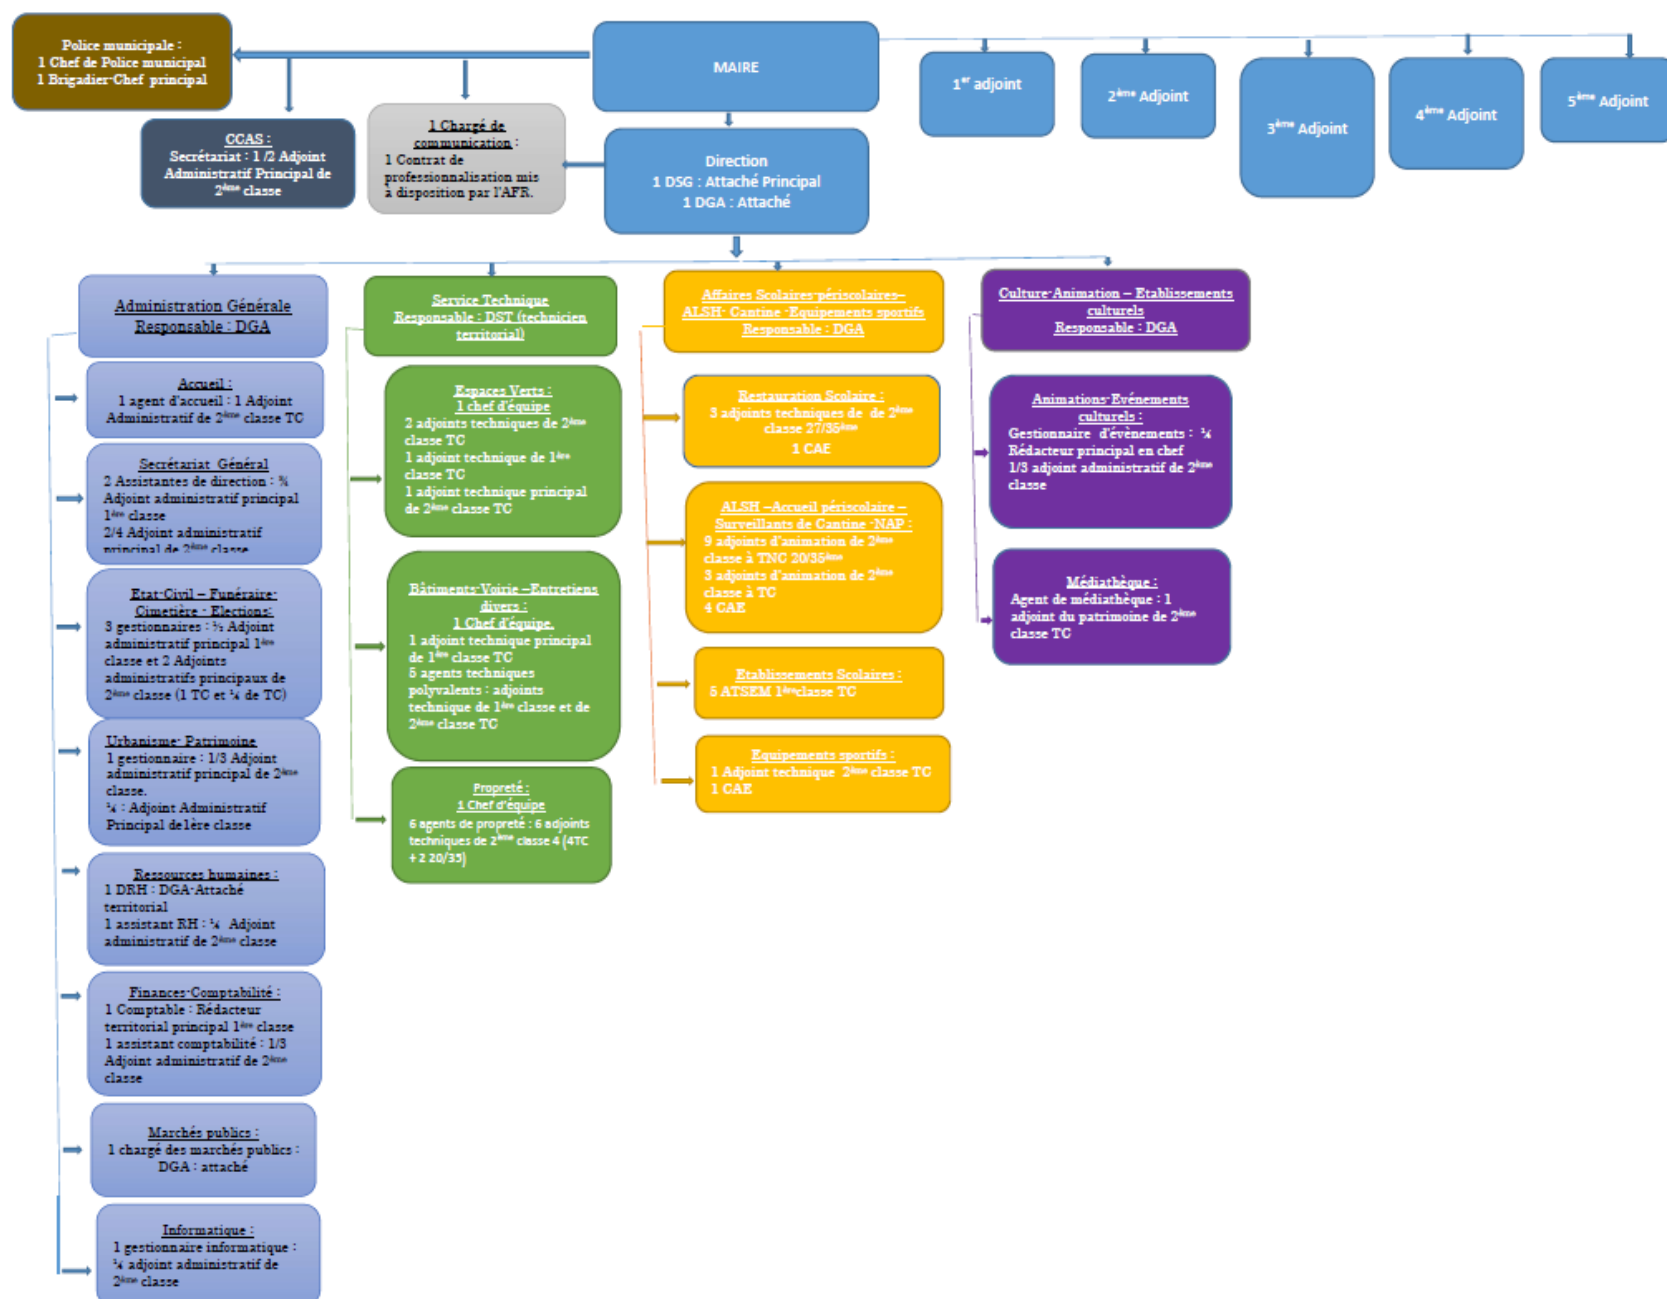 Police municipale :
1 Chef de Police municipal
1 Brigadier-Chef principal
MAIRE
1er adjoint
2ème Adjoint
3ème Adjoint
4ème Adjoint
5ème Adjoint
CCAS :
Secrétariat : 1 /2 Adjoint
Administratif Principal de
2ème classe
1 Chargé de
communication :
1 Contrat de
professionnalisation mis
à disposition par l'AFR.
Direction
1 DSG : Attaché Principal
1 DGA : Attaché
Administration Générale
Responsable : DGA
Accueil :
1 agent d'accueil : 1 Adjoint
Administratif de 2ème classe TC
Secrétariat Général
2 Assistantes de direction : ¾
Adjoint administratif principal
1ère classe
2/4 Adjoint administratif
principal de 2ème classe
Etat-Civil – Funéraire-
Cimetière - Elections:
3 gestionnaires : ½ Adjoint
administratif principal 1ère
classe et 2 Adjoints
administratifs principaux de
2ème classe (1 TC et ¼ de TC)
Urbanisme- Patrimoine
1 gestionnaire : 1/3 Adjoint
administratif principal de 2ème
classe.
¼ : Adjoint Administratif
Principal de 1ère classe
Ressources humaines :
1 DRH : DGA-Attaché
territorial
1 assistant RH : ¼ Adjoint
administratif de 2ème classe
Finances-Comptabilité :
1 Comptable : Rédacteur
territorial principal 1ère classe
1 assistant comptabilité : 1/3
Adjoint administratif de 2ème
classe
Marchés publics :
1 chargé des marchés publics :
DGA : attaché
Informatique :
1 gestionnaire informatique :
¼ adjoint administratif de
2ème classe
Service Technique
Responsable : DST (technicien
territorial)
Espaces Verts :
1 chef d'équipe
2 adjoints techniques de 2ème
classe TC
1 adjoint technique de 1ère
classe TC
1 adjoint technique principal
de 2ème classe TC
Bâtiments-Voirie –Entretiens
divers :
1 Chef d'équipe.
1 adjoint technique principal
de 1ère classe TC
5 agents techniques
polyvalents : adjoints
technique de 1ère classe et de
2ème classe TC
Propreté :
1 Chef d'équipe
6 agents de propreté : 6 adjoints
techniques de 2ème classe 4 (4TC
+ 2 20/35)
Affaires Scolaires-périscolaires–
ALSH- Cantine -Equipements sportifs
Responsable : DGA
Restauration Scolaire :
3 adjoints techniques de de 2ème
classe 27/35ème
1 CAE
ALSH –Accueil périscolaire –
Surveillants de Cantine -NAP :
9 adjoints d'animation de 2ème
classe à TNC 20/35ème
3 adjoints d'animation de 2ème
classe à TC
4 CAE
Etablissements Scolaires :
5 ATSEM 1èreclasse TC
Equipements sportifs :
1 Adjoint technique 2ème classe TC
1 CAE
Culture-Animation – Etablissements
culturels
Responsable : DGA
Animations-Evénements
culturels :
Gestionnaire d'évènements : ¼
Rédacteur principal en chef
1/3 adjoint administratif de 2ème
classe
Médiathèque :
Agent de médiathèque : 1
adjoint du patrimoine de 2ème
classe TC